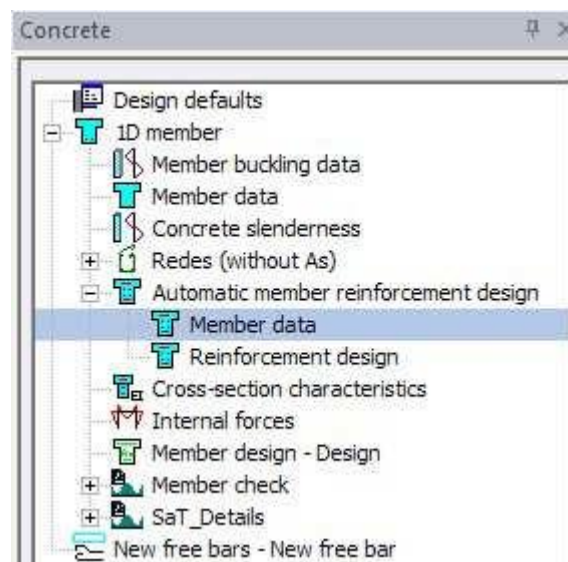 Concrete
Design defaults
1D member
Member buckling data
Member data
Concrete slenderness
Redes (without As)
Automatic member reinforcement design
Member data
Reinforcement design
Cross-section characteristics
Internal forces
Member design - Design
Member check
SaT_Details
New free bars - New free bar